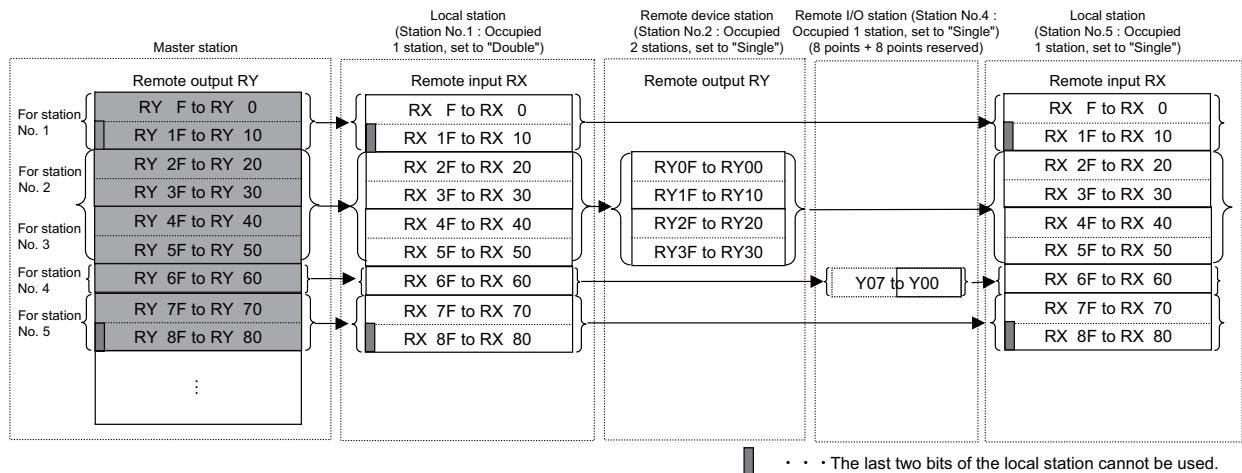 Master station
Local station
(Station No.1 : Occupied
1 station, set to "Double")
Remote device station
(Station No.2 : Occupied
2 stations, set to "Single")
Remote I/O station (Station No.4 :
Occupied 1 station, set to "Single")
(8 points + 8 points reserved)
Local station
(Station No.5 : Occupied
1 station, set to "Single")
Remote output RY
For station
No. 1
RY F to RY 0
RY 1F to RY 10
For station
No. 2
RY 2F to RY 20
RY 3F to RY 30
For station
No. 3
RY 4F to RY 40
RY 5F to RY 50
For station
No. 4
RY 6F to RY 60
For station
No. 5
RY 7F to RY 70
RY 8F to RY 80
⋮
Remote input RX
RX F to RX 0
RX 1F to RX 10
RX 2F to RX 20
RX 3F to RX 30
RX 4F to RX 40
RX 5F to RX 50
RX 6F to RX 60
RX 7F to RX 70
RX 8F to RX 80
Remote output RY
RY0F to RY00
RY1F to RY10
RY2F to RY20
RY3F to RY30
Y07 to Y00
Remote input RX
RX F to RX 0
RX 1F to RX 10
RX 2F to RX 20
RX 3F to RX 30
RX 4F to RX 40
RX 5F to RX 50
RX 6F to RX 60
RX 7F to RX 70
RX 8F to RX 80
・・・The last two bits of the local station cannot be used.